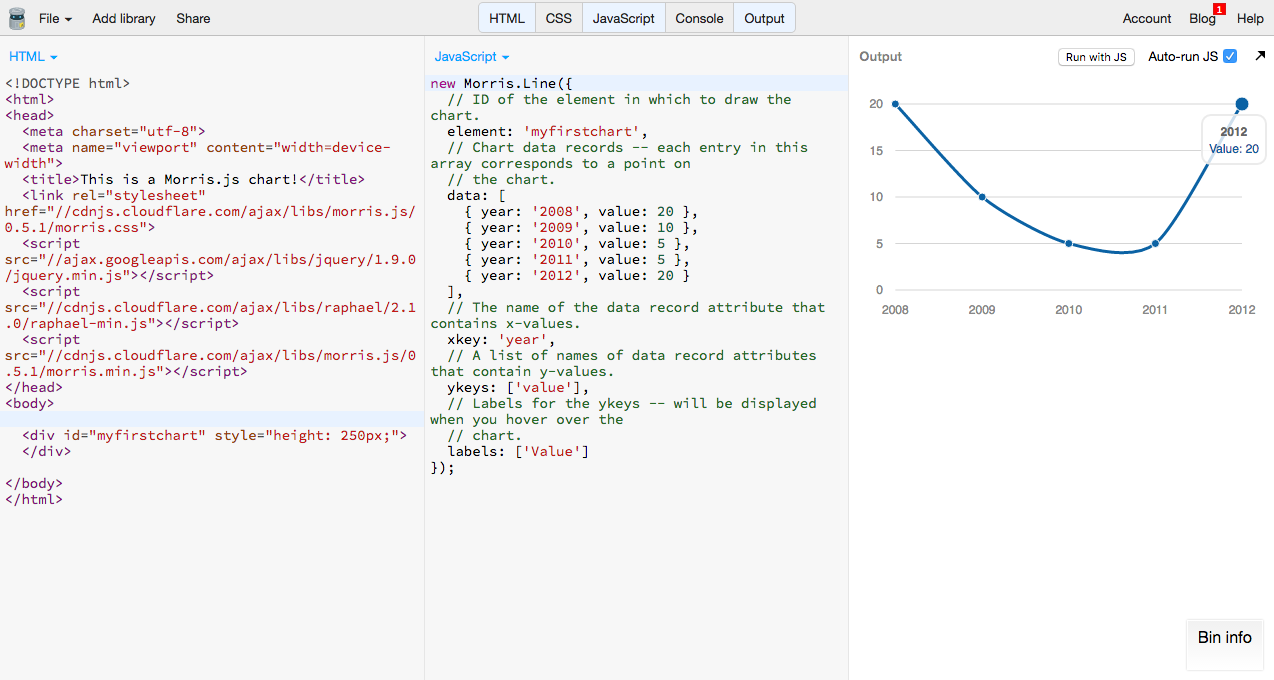 File Add library Share HTML CSS JavaScript Console Output Account Blog 1 Help
HTML
<!DOCTYPE html>
<html>
<head>
  <meta charset="utf-8">
  <meta name="viewport" content="width=device-
width">
  <title>This is a Morris.js chart!</title>
  <link rel="stylesheet"
href="//cdnjs.cloudflare.com/ajax/libs/morris.js/
0.5.1/morris.css">
  <script
src="//ajax.googleapis.com/ajax/libs/jquery/1.9.0
/jquery.min.js"></script>
  <script
src="//cdnjs.cloudflare.com/ajax/libs/raphael/2.1
.0/raphael-min.js"></script>
  <script
src="//cdnjs.cloudflare.com/ajax/libs/morris.js/0
.5.1/morris.min.js"></script>
</head>
<body>
  <div id="myfirstchart" style="height: 250px;">
  </div>
</body>
</html>
JavaScript
new Morris.Line({
  // ID of the element in which to draw the
chart.
  element: 'myfirstchart',
  // Chart data records -- each entry in this
array corresponds to a point on
  // the chart.
  data: [
    { year: '2008', value: 20 },
    { year: '2009', value: 10 },
    { year: '2010', value: 5 },
    { year: '2011', value: 5 },
    { year: '2012', value: 20 }
  ],
  // The name of the data record attribute that
contains x-values.
  xkey: 'year',
  // A list of names of data record attributes
that contain y-values.
  ykeys: ['value'],
  // Labels for the ykeys -- will be displayed
when you hover over the
  // chart.
  labels: ['Value']
});
Output Run with JS Auto-run JS
20
15
10
5
0
2008 2009 2010 2011 2012
2012
Value: 20
Bin info